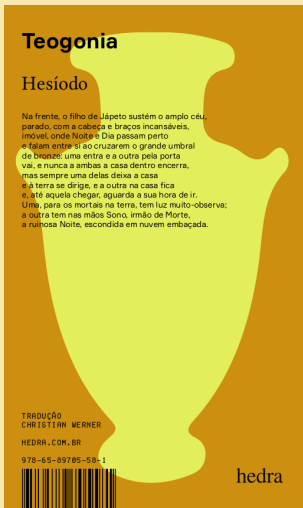 Teogonia
Hesíodo
Na frente, o filho de Jápeto sustém o amplo céu,
parado, com a cabeça e braços incansáveis,
imóvel, onde Noite e Dia passam perto
e falam entre si ao cruzarem o grande umbral
de bronze: uma entra e a outra pela porta
vai, e nunca a ambas a casa dentro encerra,
mas sempre uma delas deixa a casa
e à terra se dirige, e a outra na casa fica
e, até aquela chegar, aguarda a sua hora de ir.
Uma, para os mortais na terra, tem luz muito-observa;
a outra tem nas mãos Sono, irmão de Morte,
a ruinosa Noite, escondida em nuvem embaçada.
TRADUÇÃO
CHRISTIAN WERNER
HEDRA.COM.BR
978-65-89705-50-1
hedra